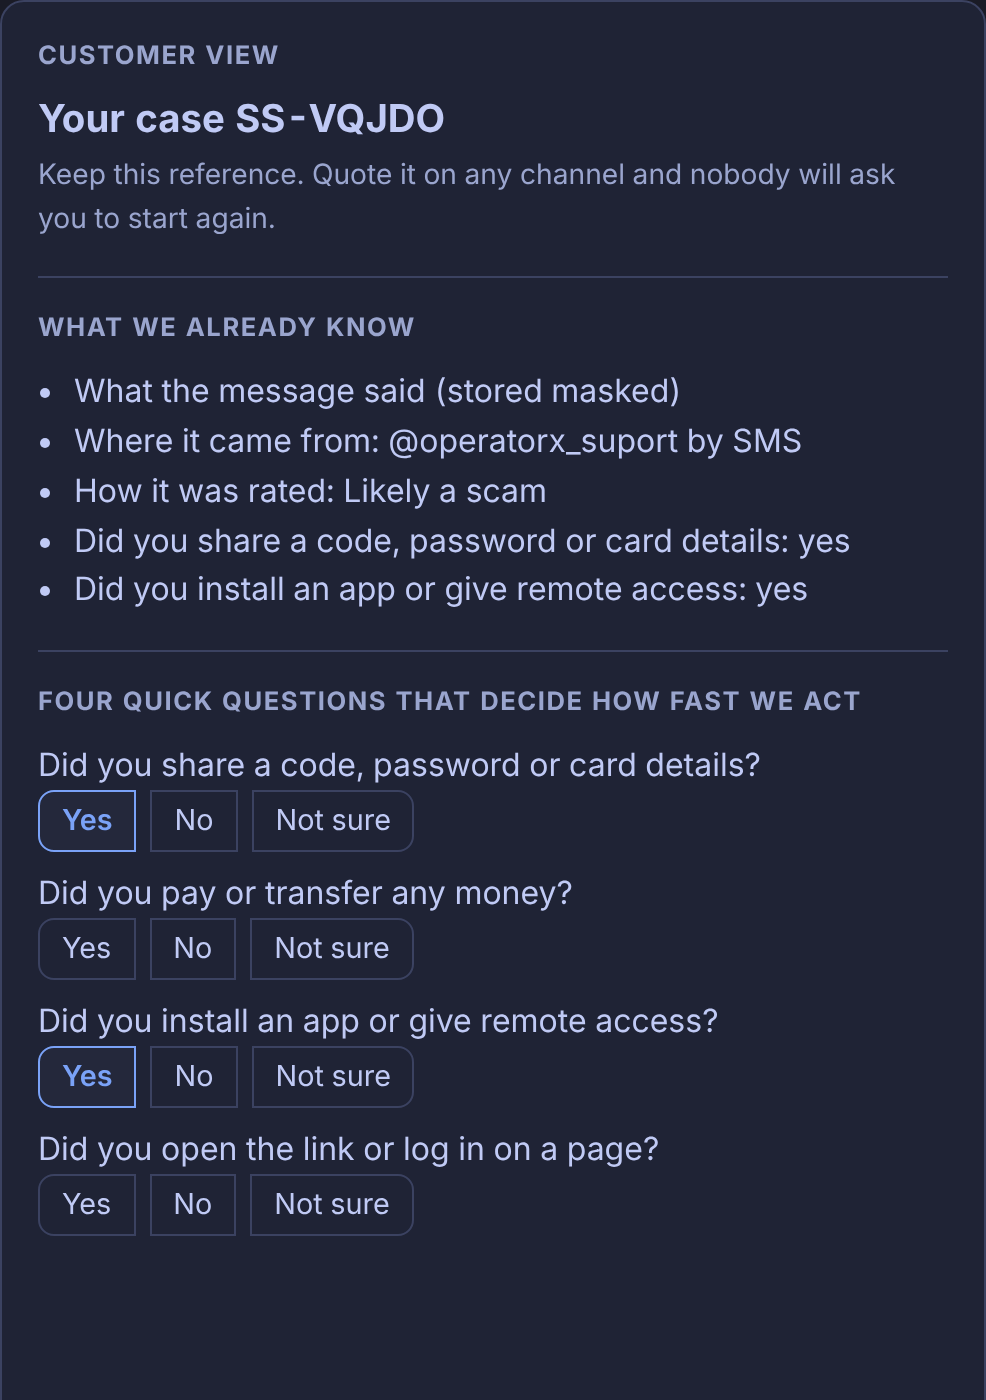 CUSTOMER VIEW
Your case SS-VQJDO
Keep this reference. Quote it on any channel and nobody will ask
you to start again.
WHAT WE ALREADY KNOW
• What the message said (stored masked)
• Where it came from: @operatorx_suport by SMS
• How it was rated: Likely a scam
• Did you share a code, password or card details: yes
• Did you install an app or give remote access: yes
FOUR QUICK QUESTIONS THAT DECIDE HOW FAST WE ACT
Did you share a code, password or card details?
Yes No Not sure
Did you pay or transfer any money?
Yes No Not sure
Did you install an app or give remote access?
Yes No Not sure
Did you open the link or log in on a page?
Yes No Not sure